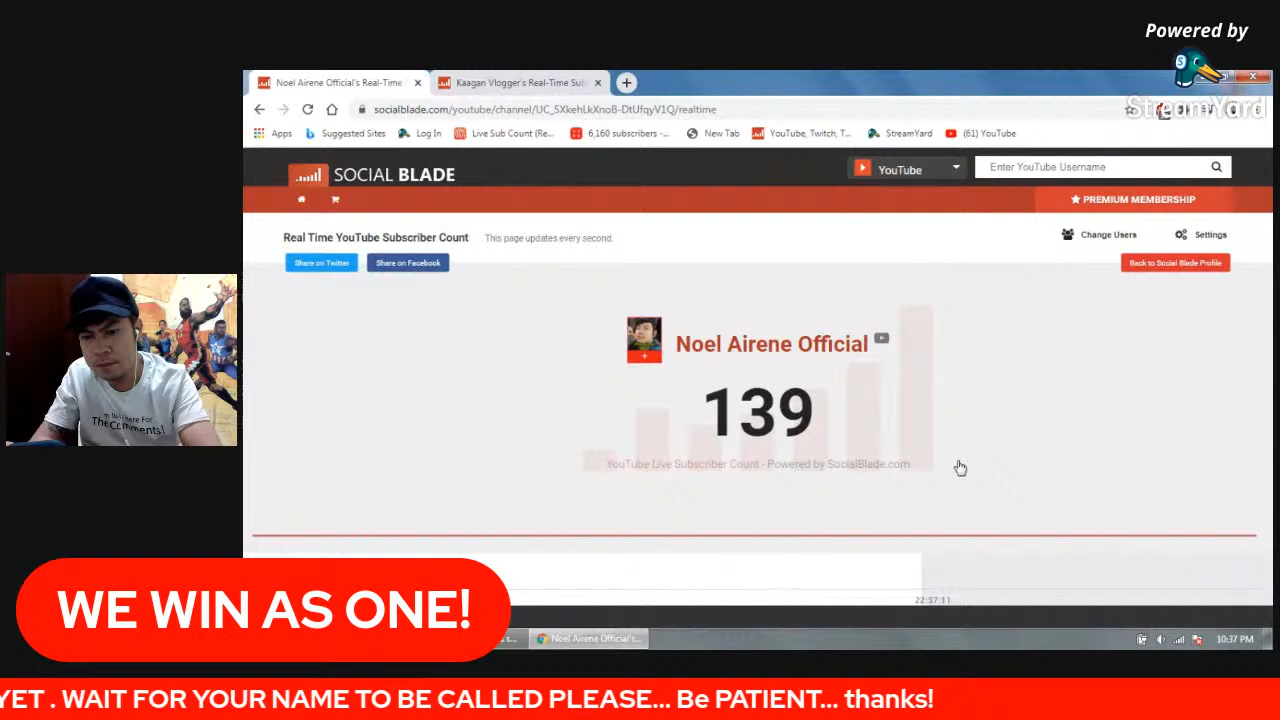 Powered by
StreamYard
Noel Airene Official's Real-Time
Kaagan Vlogger's Real-Time Sub
socialblade.com/youtube/channel/UC_5XkehLkXnoB-DtUfqyV1Q/realtime
Apps Suggested Sites Log In Live Sub Count (Re... 6,160 subscribers -... New Tab YouTube, Twitch, T... StreamYard (61) YouTube
SOCIAL BLADE
YouTube
Enter YouTube Username
PREMIUM MEMBERSHIP
Real Time YouTube Subscriber Count This page updates every second.
Change Users Settings
Share on Twitter Share on Facebook
Back to Social Blade Profile
Noel Airene Official
139
YouTube Live Subscriber Count - Powered by SocialBlade.com
Here For
The Comments!
22:37:11
WE WIN AS ONE!
Noel Airene Official's...
10:37 PM
YET . WAIT FOR YOUR NAME TO BE CALLED PLEASE... Be PATIENT... thanks!